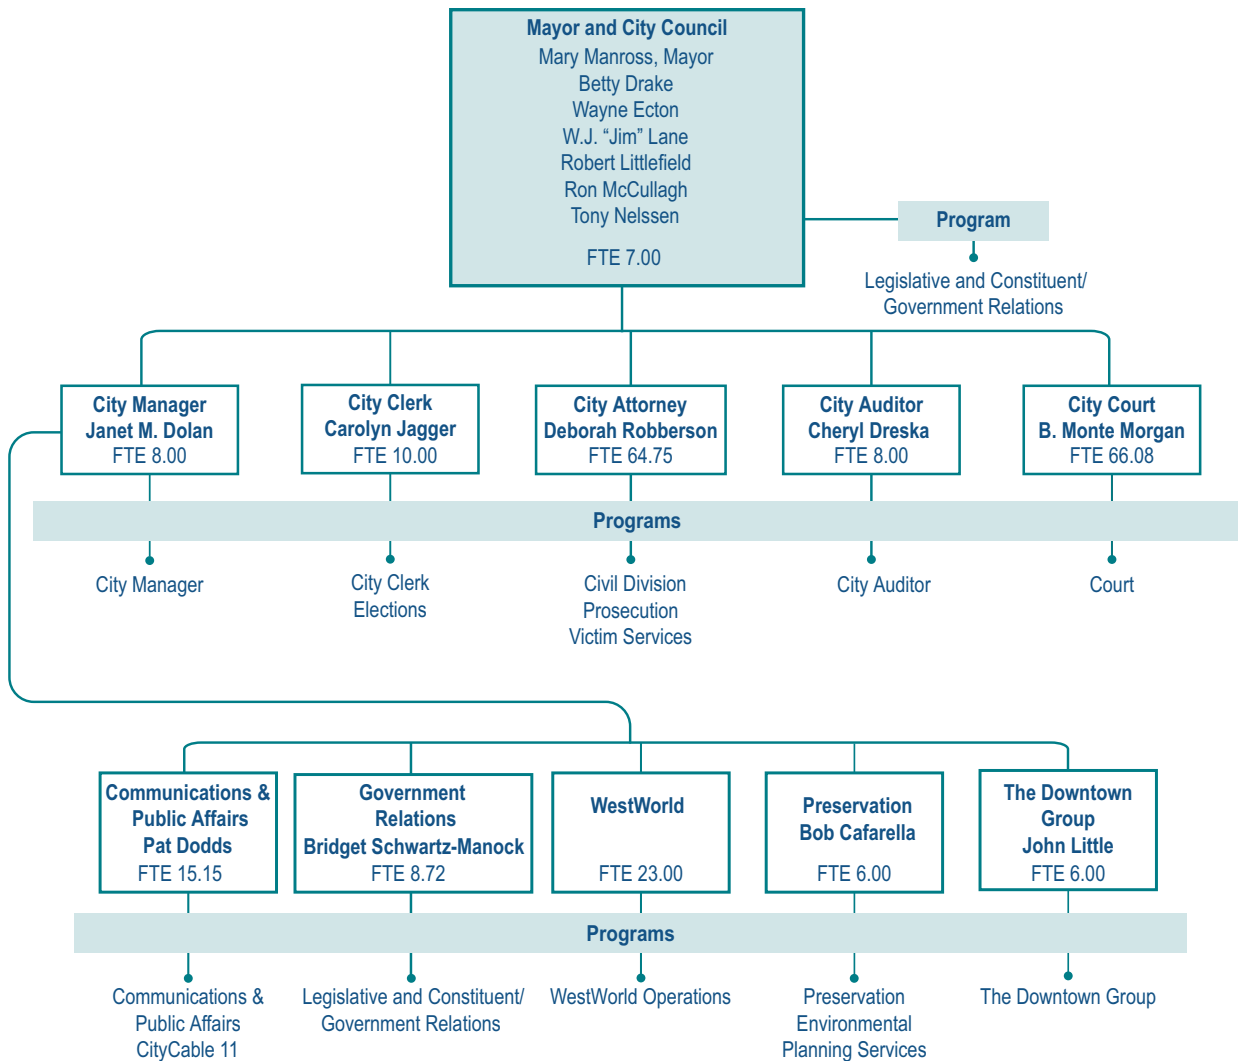 Mayor and City Council
Mary Manross, Mayor
Betty Drake
Wayne Ecton
W.J. “Jim” Lane
Robert Littlefield
Ron McCullagh
Tony Nelssen
FTE 7.00
Program
Legislative and Constituent/
Government Relations
City Manager
Janet M. Dolan
FTE 8.00
City Clerk
Carolyn Jagger
FTE 10.00
City Attorney
Deborah Robberson
FTE 64.75
City Auditor
Cheryl Dreska
FTE 8.00
City Court
B. Monte Morgan
FTE 66.08
Programs
City Manager
City Clerk
Elections
Civil Division
Prosecution
Victim Services
City Auditor
Court
Communications &
Public Affairs
Pat Dodds
FTE 15.15
Government
Relations
Bridget Schwartz-Manock
FTE 8.72
WestWorld
FTE 23.00
Preservation
Bob Cafarella
FTE 6.00
The Downtown
Group
John Little
FTE 6.00
Programs
Communications &
Public Affairs
CityCable 11
Legislative and Constituent/
Government Relations
WestWorld Operations
Preservation
Environmental
Planning Services
The Downtown Group